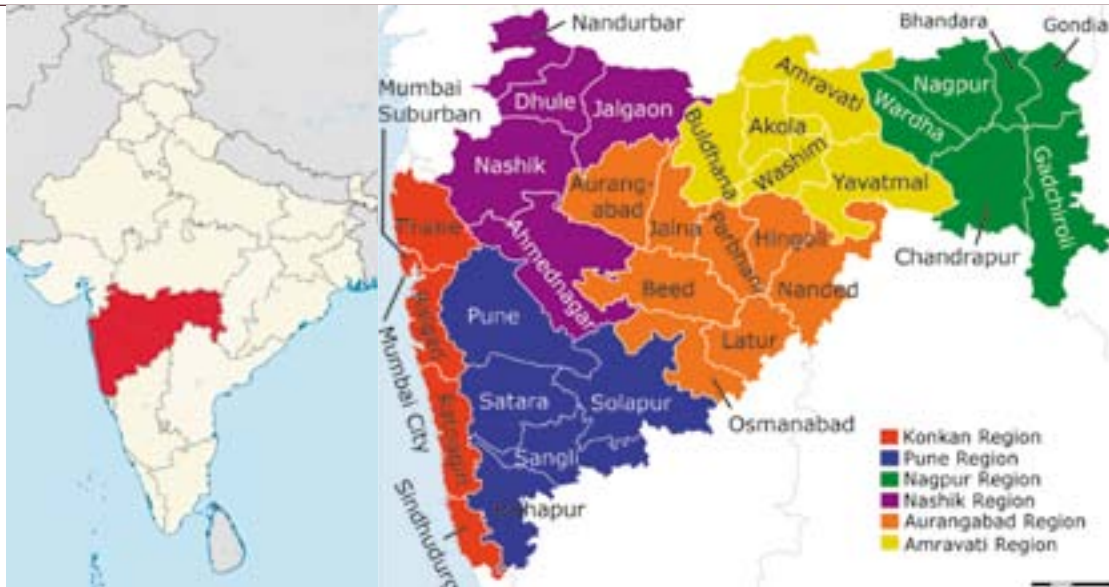 Nandurbar
Bhandara
Gondia
Mumbai
Suburban
Dhule
Jalgaon
Amravati
Nagpur
Wardha
Akola
Buldhana
Washim
Nashik
Yavatmal
Gadchiroli
Aurang-
abad
Thane
Jalna
Parbhani
Hingoli
Ahmednagar
Chandrapur
Beed
Nanded
Pune
Raigad
Latur
Mumbai City
Satara
Solapur
Osmanabad
Ratnagiri
Sangli
Sindhudurg
Konkan Region
Pune Region
Nagpur Region
Nashik Region
Aurangabad Region
Amravati Region